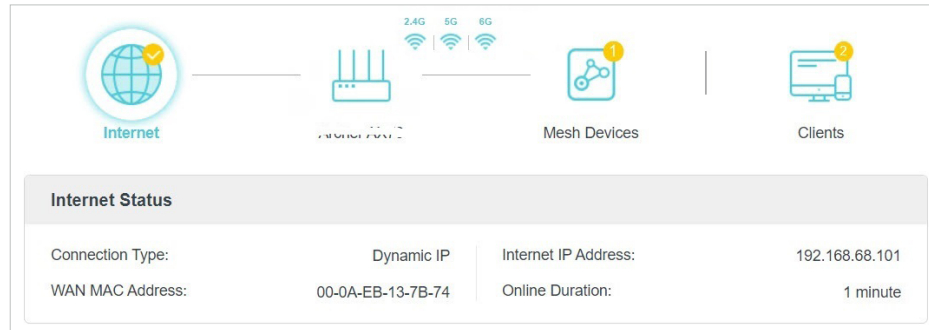 2.4G 5G 6G
1
2
Internet
Mesh Devices
Clients
Internet Status
Connection Type: Dynamic IP
Internet IP Address: 192.168.68.101
WAN MAC Address: 00-0A-EB-13-7B-74
Online Duration: 1 minute